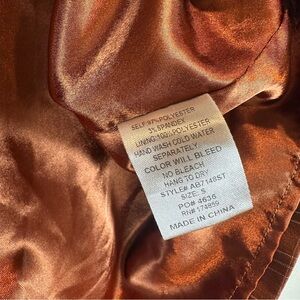 SELF: 97% POLYESTER
3% SPANDEX
LINING: 100% POLYESTER
HAND WASH COLD WATER
SEPARATELY.
COLOR WILL BLEED
NO BLEACH
HANG TO DRY
STYLE# AB7148ST
SIZE: S
PO# 4636
RN# 174859
MADE IN CHINA